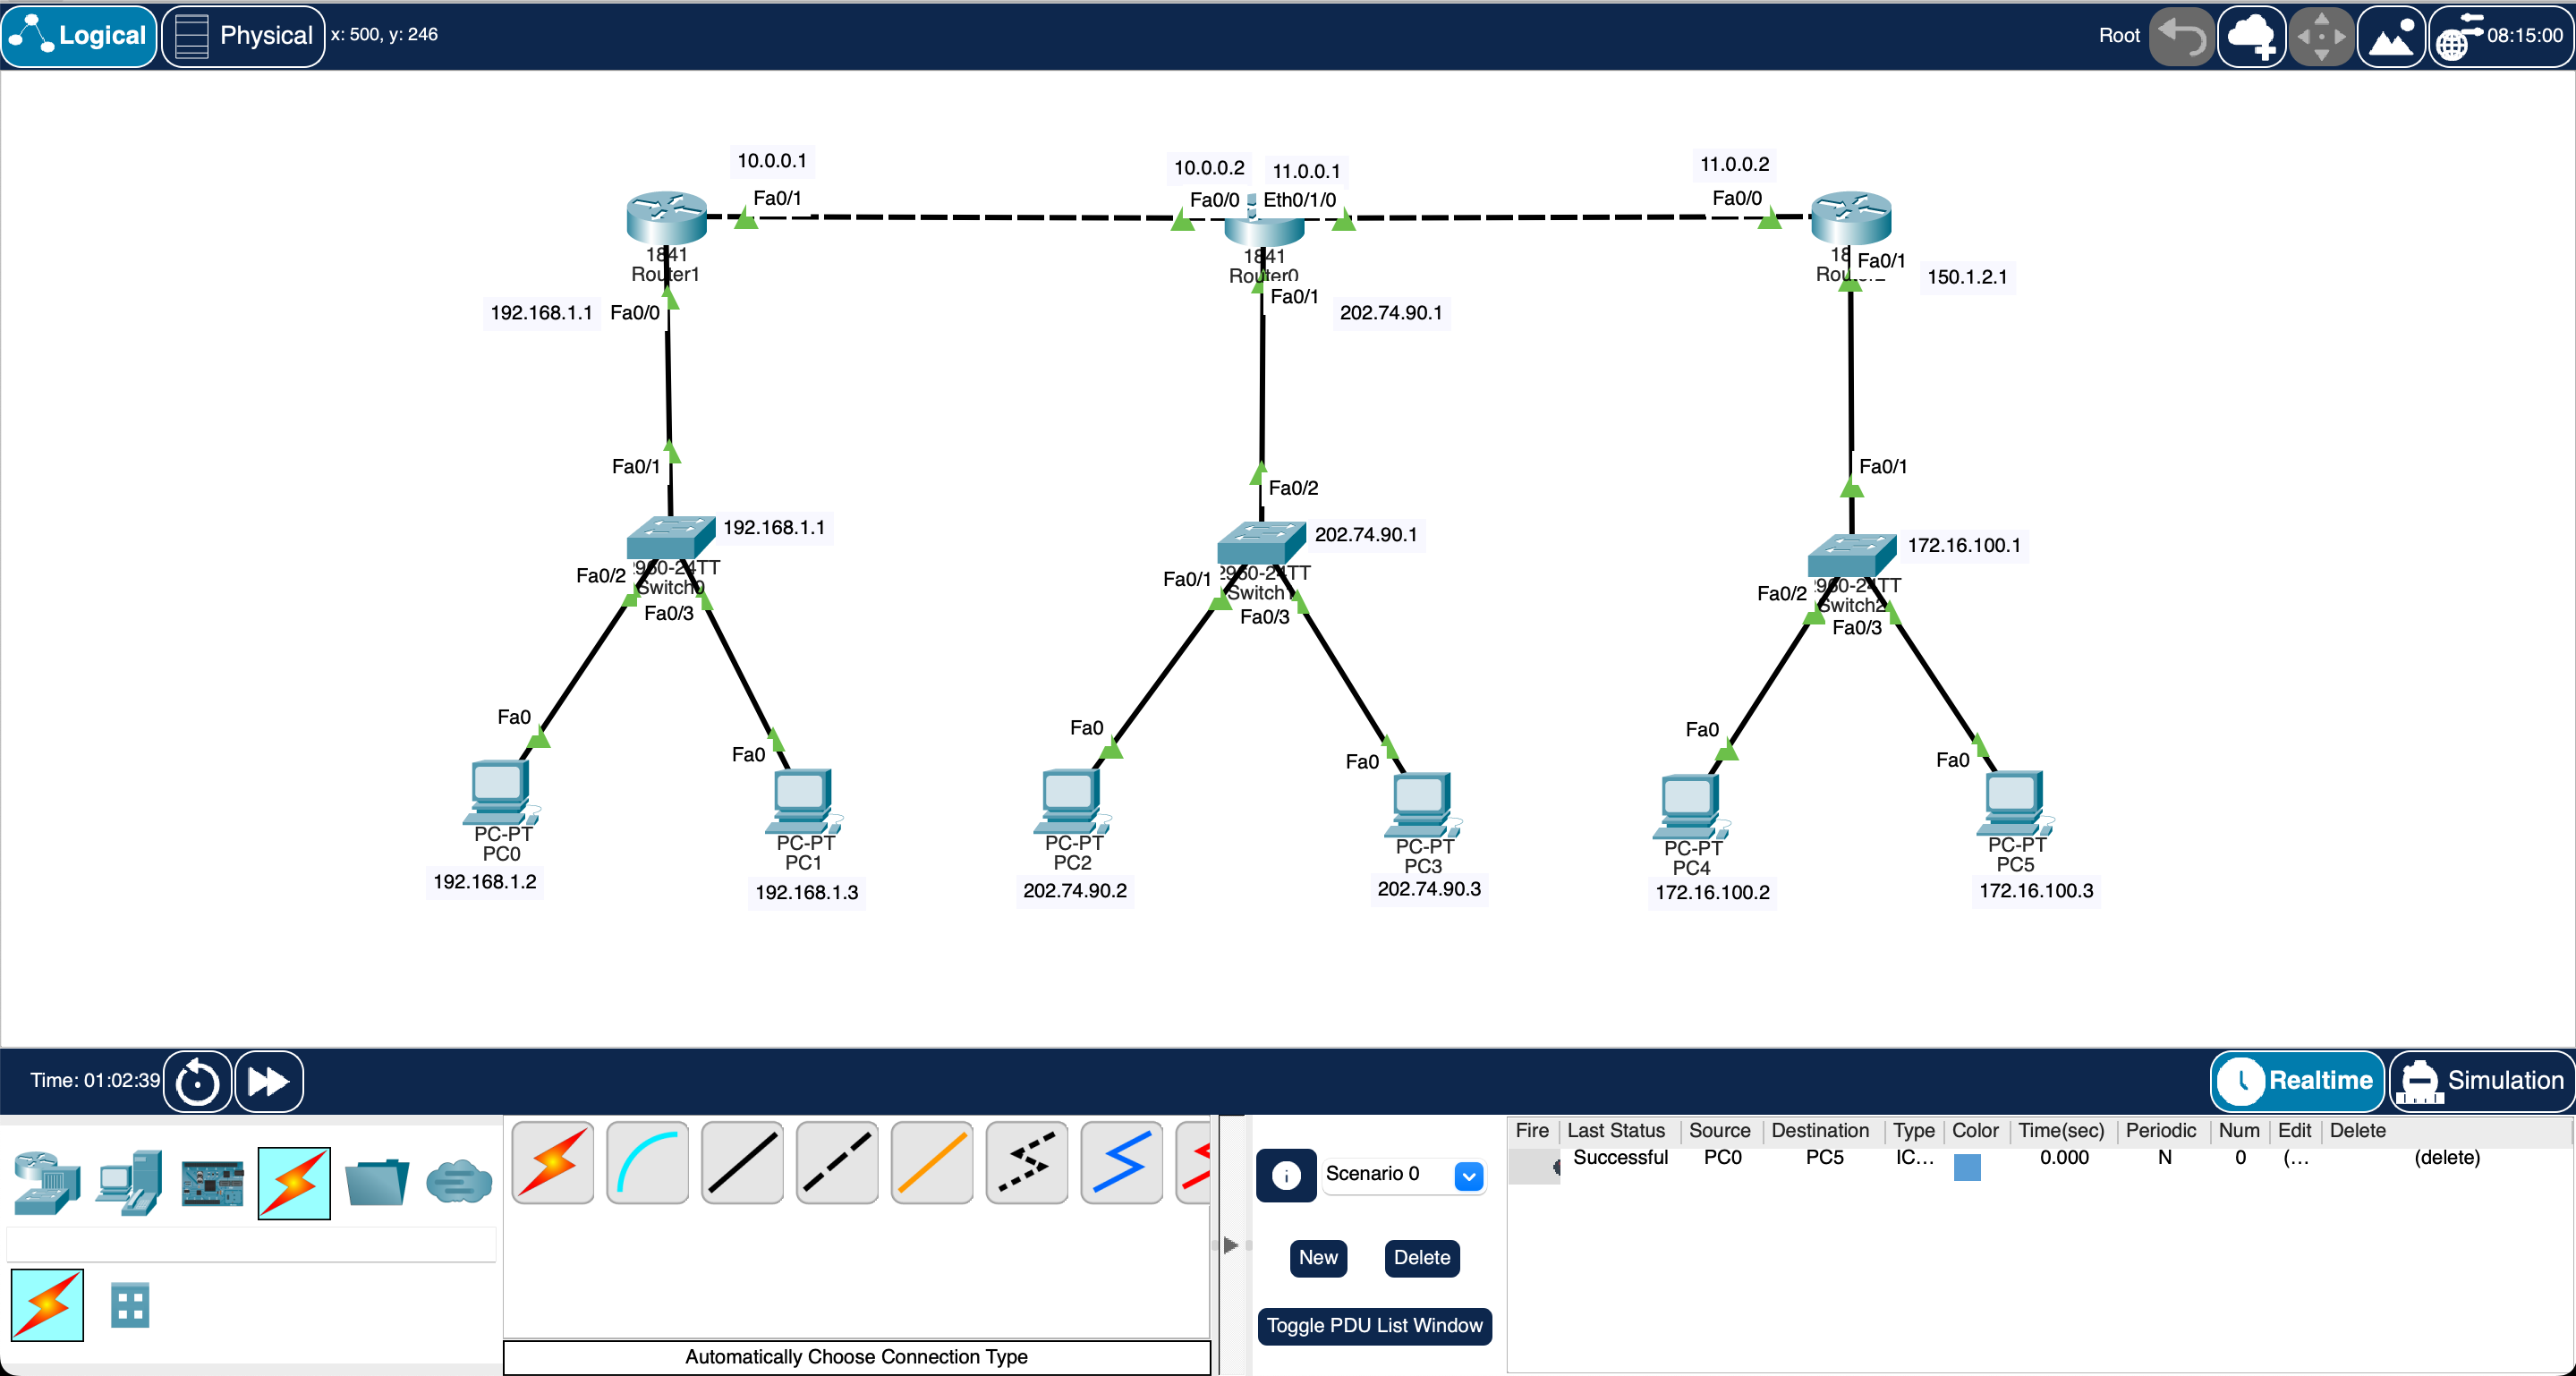 Logical
Physical
x: 500, y: 246
Root
08:15:00
10.0.0.1
10.0.0.2
11.0.0.1
11.0.0.2
Fa0/1
Fa0/0
Eth0/1/0
Fa0/0
1841
Router1
1841
Router0
Fa0/1
150.1.2.1
Fa0/1
192.168.1.1
Fa0/0
202.74.90.1
Fa0/1
Fa0/2
Fa0/1
192.168.1.1
202.74.90.1
172.16.100.1
2960-24TT
Switch0
Fa0/2
Fa0/3
2960-24TT
Switch
Fa0/1
Fa0/3
2960-24TT
Switch2
Fa0/2
Fa0/3
Fa0
Fa0
Fa0
Fa0
Fa0
Fa0
PC-PT
PC0
192.168.1.2
PC-PT
PC1
192.168.1.3
PC-PT
PC2
202.74.90.2
PC-PT
PC3
202.74.90.3
PC-PT
PC4
172.16.100.2
PC-PT
PC5
172.16.100.3
Time: 01:02:39
Realtime
Simulation
Scenario 0
New
Delete
Toggle PDU List Window
Automatically Choose Connection Type
Fire Last Status Source Destination Type Color Time(sec) Periodic Num Edit Delete
Successful PC0 PC5 IC... 0.000 N 0 (... (delete)